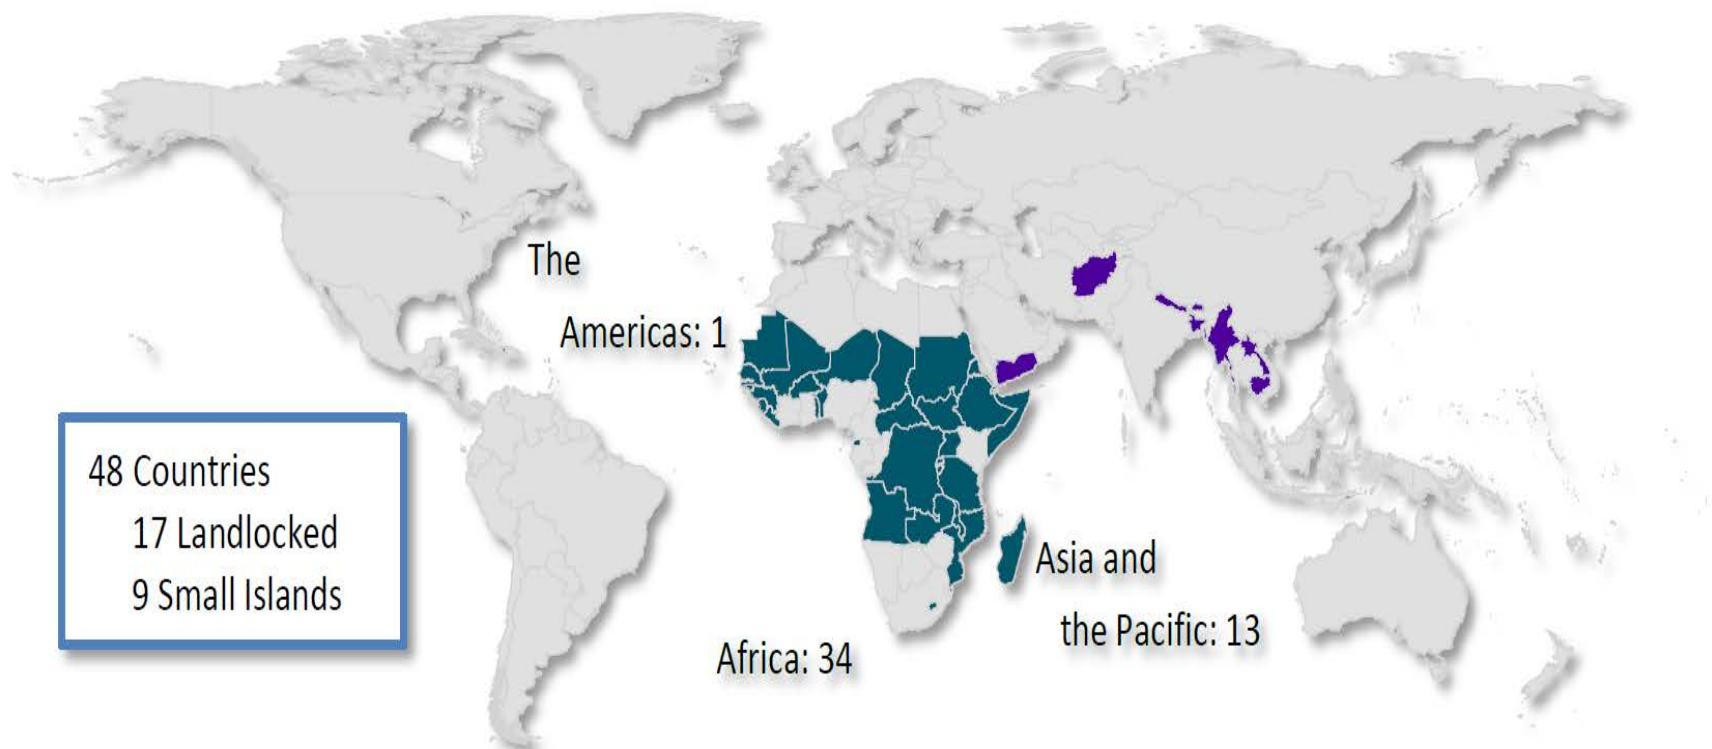 The
Americas: 1
48 Countries
17 Landlocked
9 Small Islands
Asia and
the Pacific: 13
Africa: 34